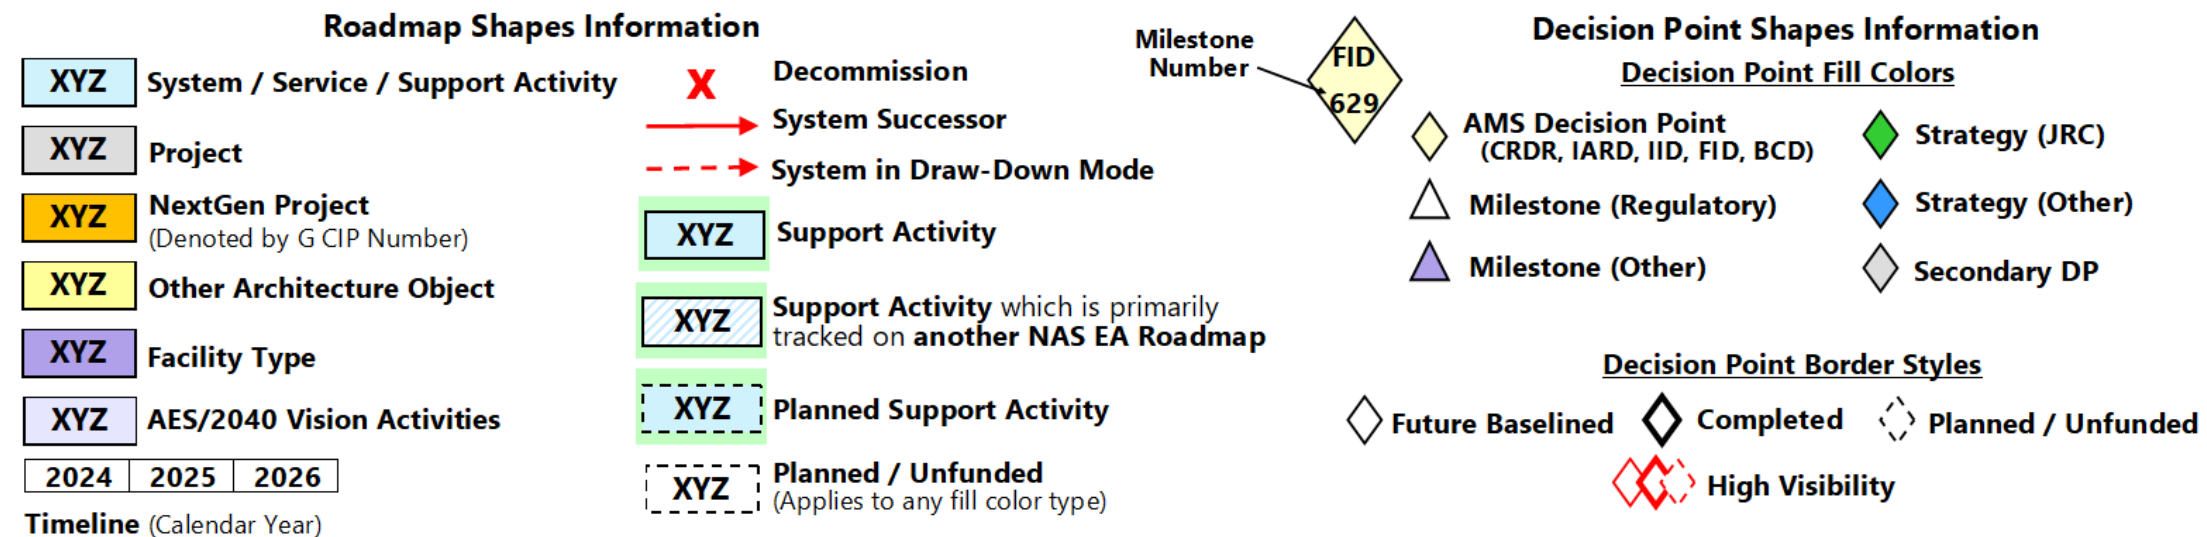 Roadmap Shapes Information
XYZ System / Service / Support Activity
XYZ Project
XYZ NextGen Project
(Denoted by G CIP Number)
XYZ Other Architecture Object
XYZ Facility Type
XYZ AES/2040 Vision Activities
2024 2025 2026
Timeline (Calendar Year)
X Decommission
System Successor
System in Draw-Down Mode
XYZ Support Activity
XYZ Support Activity which is primarily
tracked on another NAS EA Roadmap
XYZ Planned Support Activity
XYZ Planned / Unfunded
(Applies to any fill color type)
Milestone
Number
FID
629
Decision Point Shapes Information
Decision Point Fill Colors
AMS Decision Point
(CRDR, IARD, IID, FID, BCD)
Milestone (Regulatory)
Milestone (Other)
Strategy (JRC)
Strategy (Other)
Secondary DP
Decision Point Border Styles
Future Baselined
Completed
Planned / Unfunded
High Visibility